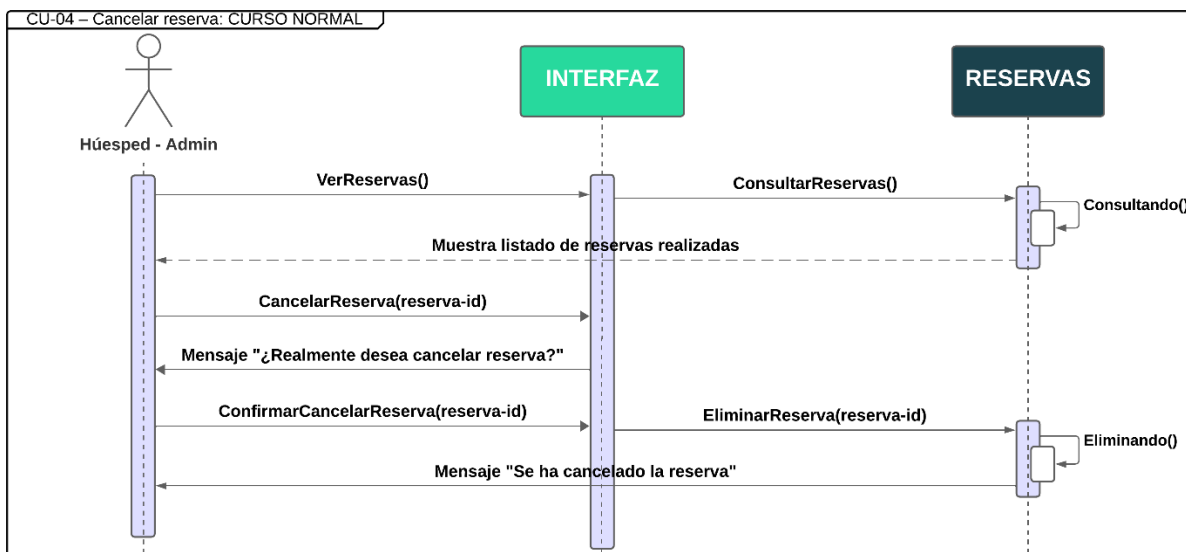 CU-04 – Cancelar reserva: CURSO NORMAL
INTERFAZ
RESERVAS
Húesped - Admin
VerReservas()
ConsultarReservas()
Consultando()
Muestra listado de reservas realizadas
CancelarReserva(reserva-id)
Mensaje "¿Realmente desea cancelar reserva?"
ConfirmarCancelarReserva(reserva-id)
EliminarReserva(reserva-id)
Eliminando()
Mensaje "Se ha cancelado la reserva"